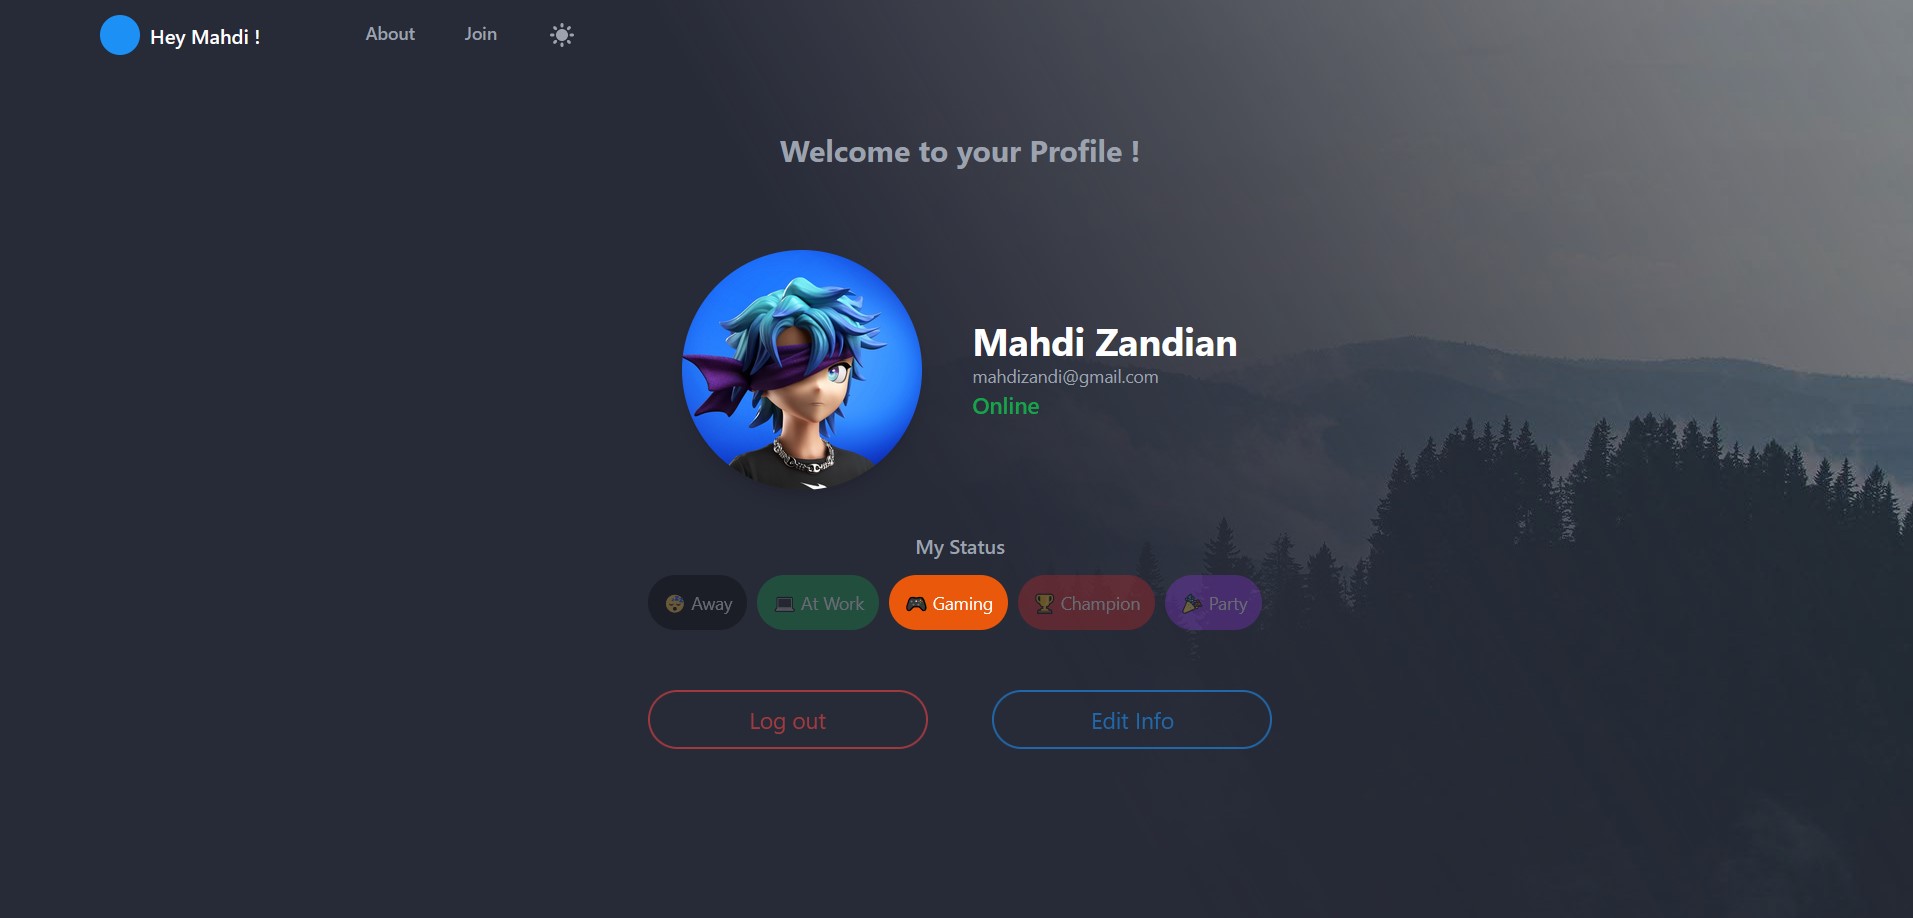 Hey Mahdi !
About
Join
Welcome to your Profile !
Mahdi Zandian
mahdizandi@gmail.com
Online
My Status
😴 Away
💻 At Work
🎮 Gaming
🏆 Champion
🎉 Party
Log out
Edit Info